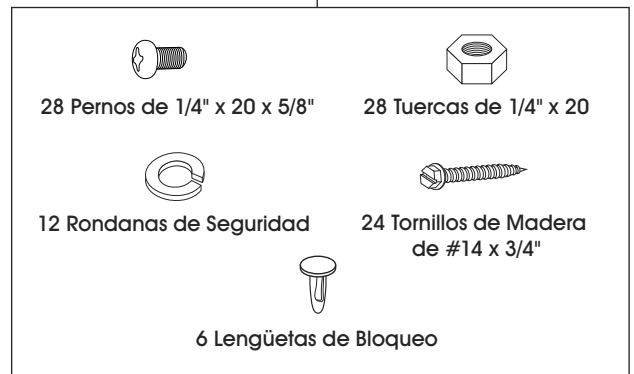 28 Pernos de 1/4" x 20 x 5/8"
28 Tuercas de 1/4" x 20
12 Rondanas de Seguridad
24 Tornillos de Madera
de #14 x 3/4"
6 Lengüetas de Bloqueo